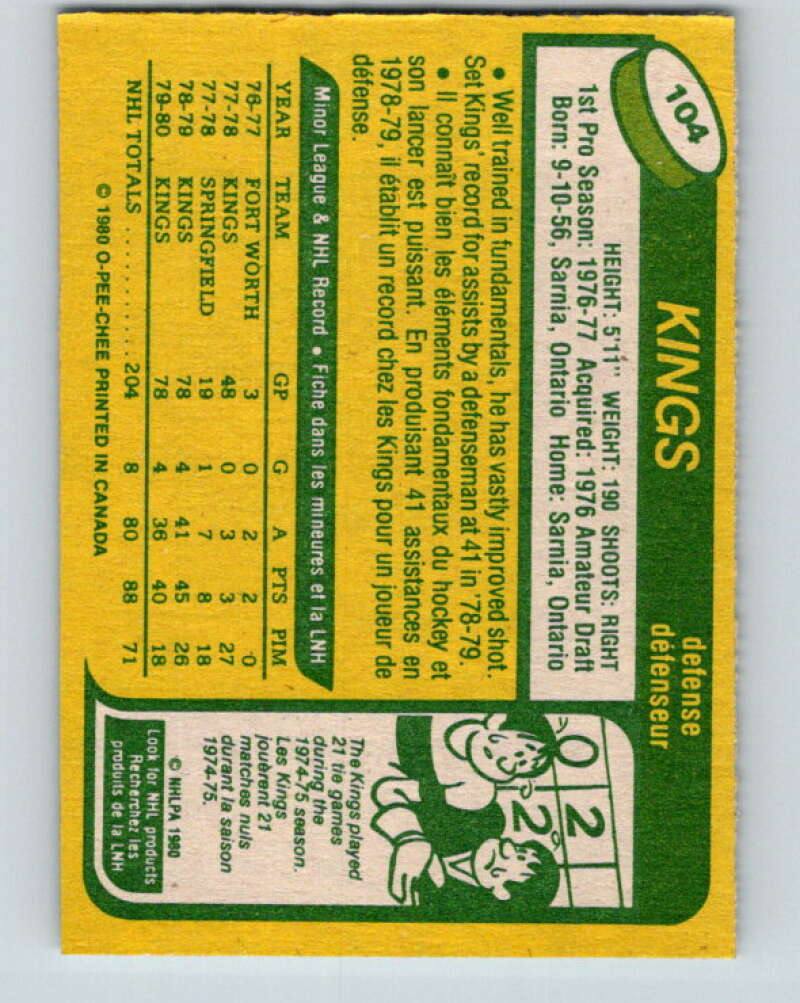 104
KINGS
defense
défenseur
HEIGHT: 5'11" WEIGHT: 190 SHOOTS: RIGHT
1st Pro Season: 1976-77 Acquired: 1976 Amateur Draft
Born: 9-10-56, Sarnia, Ontario Home: Sarnia, Ontario
• Well trained in fundamentals, he has vastly improved shot.
Set Kings' record for assists by a defenseman at 41 in '78-79.
• Il connaît bien les éléments fondamentaux du hockey et
son lancer est puissant. En produisant 41 assistances en
1978-79, il établit un record chez les Kings pour un joueur de
défense.
Minor League & NHL Record • Fiche dans les mineures et la LNH
YEAR TEAM GP G A PTS PIM
76-77 FORT WORTH 3 0 2 2 0
77-78 KINGS 48 0 3 3 27
77-78 SPRINGFIELD 19 1 7 8 18
78-79 KINGS 78 4 41 45 26
79-80 KINGS 78 4 36 40 18
NHL TOTALS ............204 8 80 88 71
© 1980 O-PEE-CHEE PRINTED IN CANADA
0 2
2
The Kings played
21 tie games
during the
1974-75 season.
Les Kings
jouèrent 21
matches nuls
durant la saison
1974-75.
© NHLPA 1980
Look for NHL products
Recherchez les
produits de la LNH